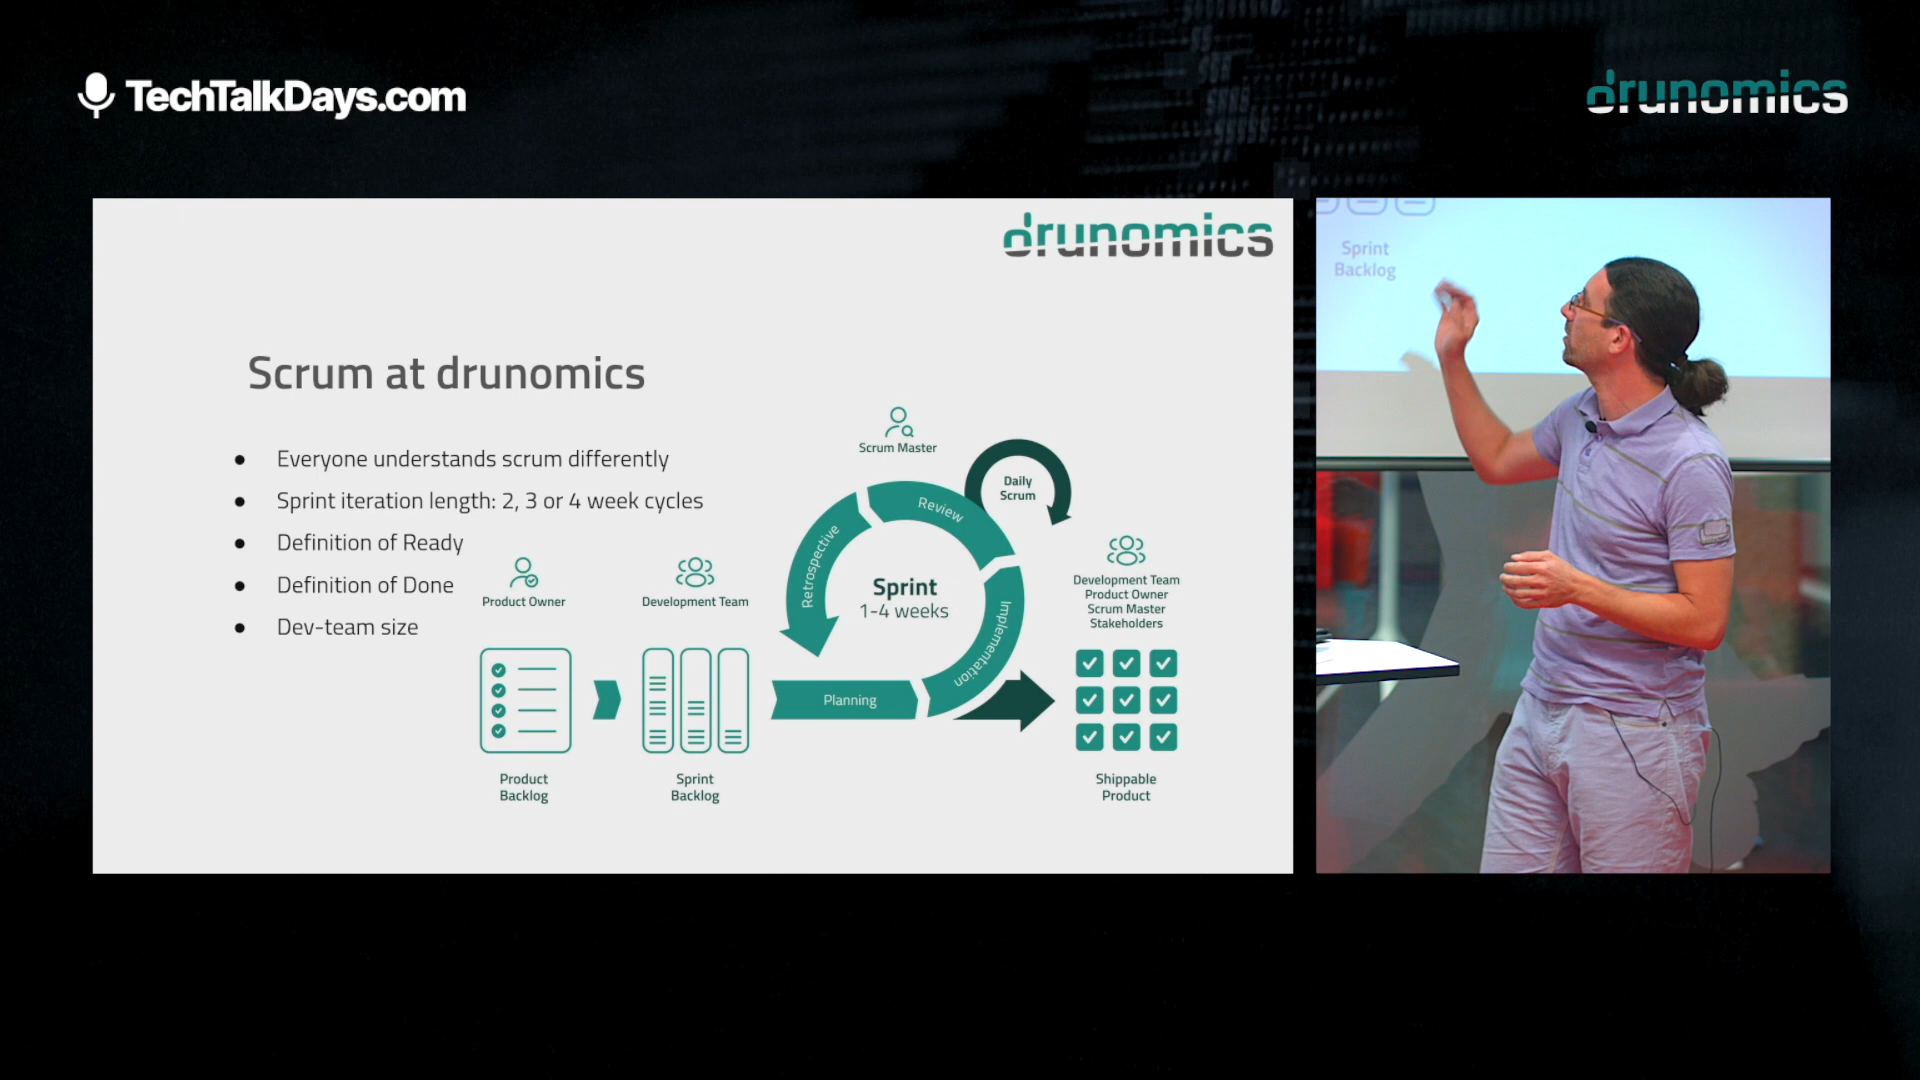 TechTalkDays.com
drunomics
drunomics
Scrum at drunomics
Everyone understands scrum differently
Sprint iteration length: 2, 3 or 4 week cycles
Definition of Ready
Definition of Done
Dev-team size
Scrum Master
Daily
Scrum
Review
Retrospective
Sprint
1-4 weeks
Implementation
Planning
Product Owner
Development Team
Product
Backlog
Sprint
Backlog
Development Team
Product Owner
Scrum Master
Stakeholders
Shippable
Product
Sprint
Backlog